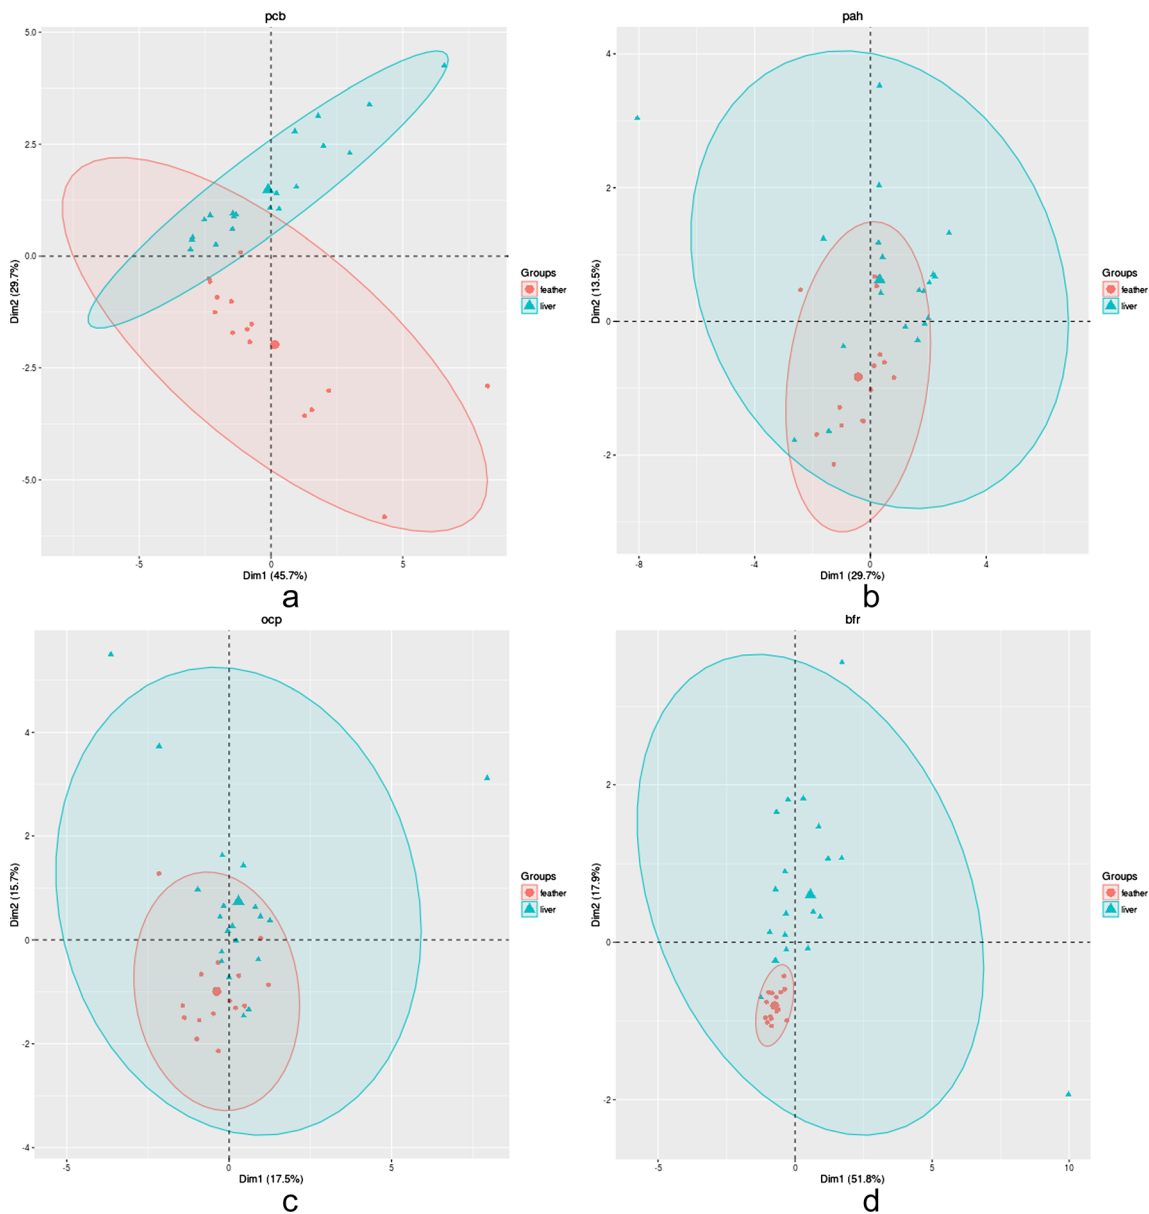 pcb
5.0
2.5
0.0
-2.5
-5.0
-5
0
5
Dim2 (29.7%)
Dim1 (45.7%)
Groups
feather
liver
a
pah
4
2
0
-2
-8
-4
0
4
Dim2 (13.5%)
Dim1 (29.7%)
Groups
feather
liver
b
ocp
4
2
0
-2
-4
-5
0
5
Dim2 (15.7%)
Dim1 (17.5%)
Groups
feather
liver
c
bfr
2
0
-2
-5
0
5
10
Dim2 (17.9%)
Dim1 (51.8%)
Groups
feather
liver
d